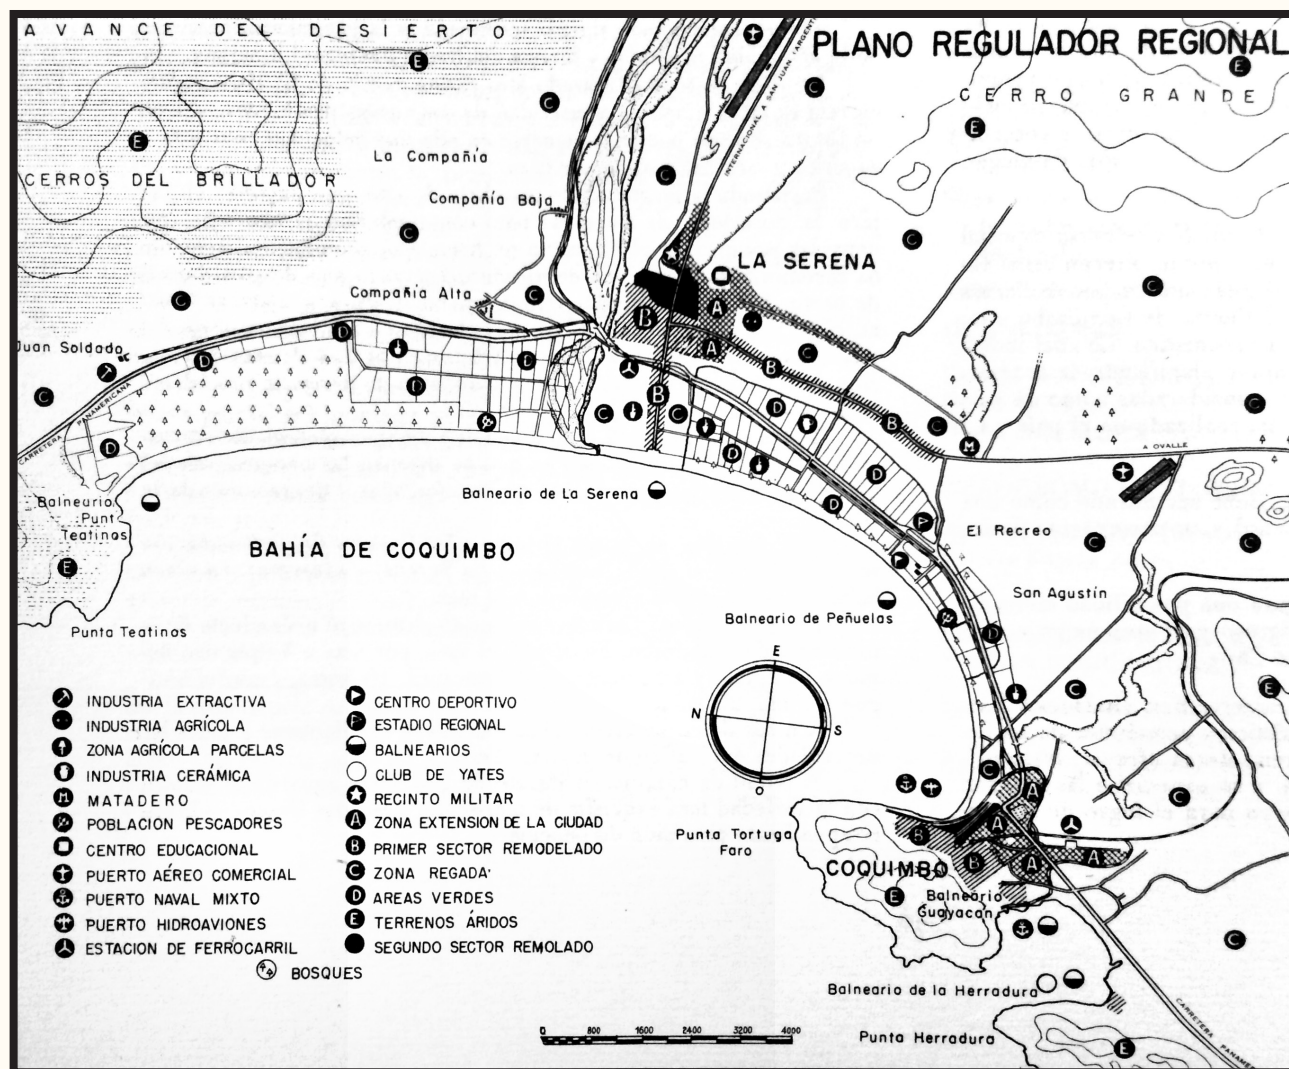 AVANCE DEL DESIERTO
PLANO REGULADOR REGIONAL
CERRO GRANDE
INTERNACIONAL A SAN JUAN (ARGENT
La Compañía
CERROS DEL BRILLADOR
Compañía Baja
LA SERENA
Compañía Alta
Juan Soldado
CARRETERA PANAMERICANA
A OVALLE
Balneario
Punt
Teatinos
Balneario de La Serena
El Recreo
BAHÍA DE COQUIMBO
San Agustín
Balneario de Peñuelas
Punta Teatinos
E
N
S
O
INDUSTRIA EXTRACTIVA
INDUSTRIA AGRÍCOLA
ZONA AGRÍCOLA PARCELAS
INDUSTRIA CERÁMICA
M MATADERO
POBLACION PESCADORES
CENTRO EDUCACIONAL
PUERTO AÉREO COMERCIAL
PUERTO NAVAL MIXTO
PUERTO HIDROAVIONES
ESTACION DE FERROCARRIL
BOSQUES
CENTRO DEPORTIVO
ESTADIO REGIONAL
BALNEARIOS
CLUB DE YATES
RECINTO MILITAR
A ZONA EXTENSION DE LA CIUDAD
B PRIMER SECTOR REMODELADO
C ZONA REGADA
D AREAS VERDES
E TERRENOS ÁRIDOS
SEGUNDO SECTOR REMOLADO
Punta Tortuga
Faro
COQUIMBO
Balneario
Guayacan
Balneario de la Herradura
Punta Herradura
CARRETERA PANAME
0 800 1600 2400 3200 4000